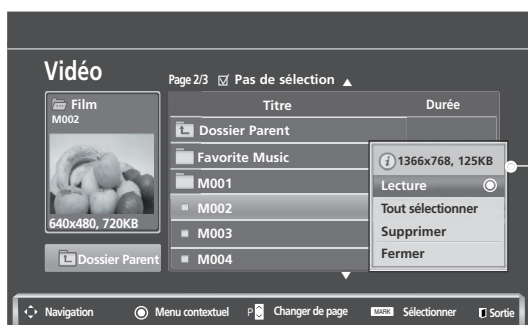 Vidéo
Page 2/3 Pas de sélection
Film
M002
640x480, 720KB
Dossier Parent
Titre Durée
Dossier Parent
Favorite Music
M001
M002
M003
M004
1366x768, 125KB
Lecture
Tout sélectionner
Supprimer
Fermer
Navigation Menu contextuel P Changer de page MARK Sélectionner Sortie